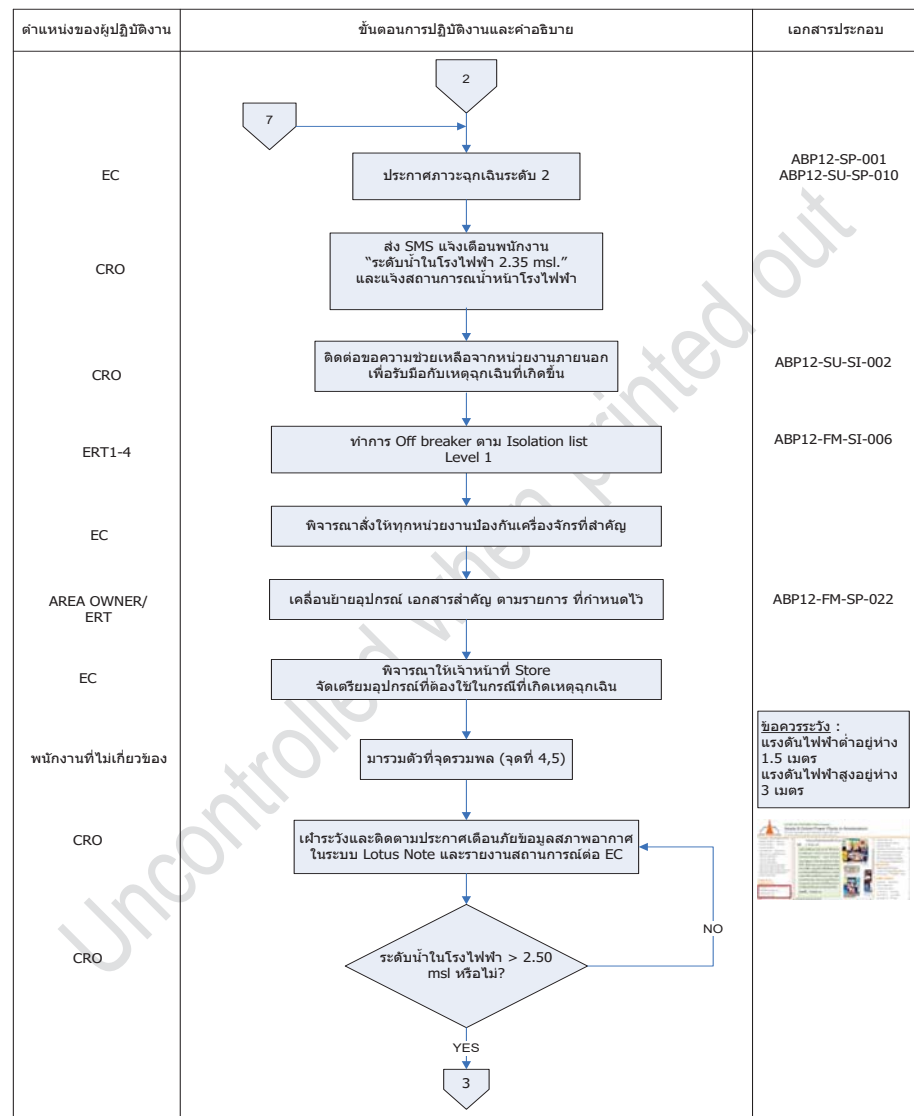 ตำแหน่งของผู้ปฏิบัติงาน
ขั้นตอนการปฏิบัติงานและคำอธิบาย
เอกสารประกอบ
2
7
EC
ประกาศภาวะฉุกเฉินระดับ 2
ABP12-SP-001
ABP12-SU-SP-010
CRO
ส่ง SMS แจ้งเตือนพนักงาน
“ระดับน้ำในโรงไฟฟ้า 2.35 msl.”
และแจ้งสถานการณน้ำหน้าโรงไฟฟ้า
CRO
ติดต่อขอความช่วยเหลือจากหน่วยงานภายนอก
เพื่อรับมือกับเหตุฉุกเฉินที่เกิดขึ้น
ABP12-SU-SI-002
ERT1-4
ทำการ Off breaker ตาม Isolation list
Level 1
ABP12-FM-SI-006
EC
พิจารณาสั่งให้ทุกหน่วยงานป้องกันเครื่องจักรที่สำคัญ
AREA OWNER/
ERT
เคลื่อนย้ายอุปกรณ์ เอกสารสำคัญ ตามรายการ ที่กำหนดไว้
ABP12-FM-SP-022
EC
พิจารณาให้เจ้าหน้าที่ Store
จัดเตรียมอุปกรณ์ที่ต้องใช้ในกรณีที่เกิดเหตุฉุกเฉิน
พนักงานที่ไม่เกี่ยวข้อง
มารวมตัวที่จุดรวมพล (จุดที่ 4,5)
ข้อควรระวัง :
แรงดันไฟฟ้าต่ำอยู่ห่าง
1.5 เมตร
แรงดันไฟฟ้าสูงอยู่ห่าง
3 เมตร
CRO
เฝ้าระวังและติดตามประกาศเตือนภัยข้อมูลสภาพอากาศ
ในระบบ Lotus Note และรายงานสถานการณ์ต่อ EC
NO
CRO
ระดับน้ำในโรงไฟฟ้า > 2.50
msl หรือไม่?
YES
3
Uncontrolled when printed out